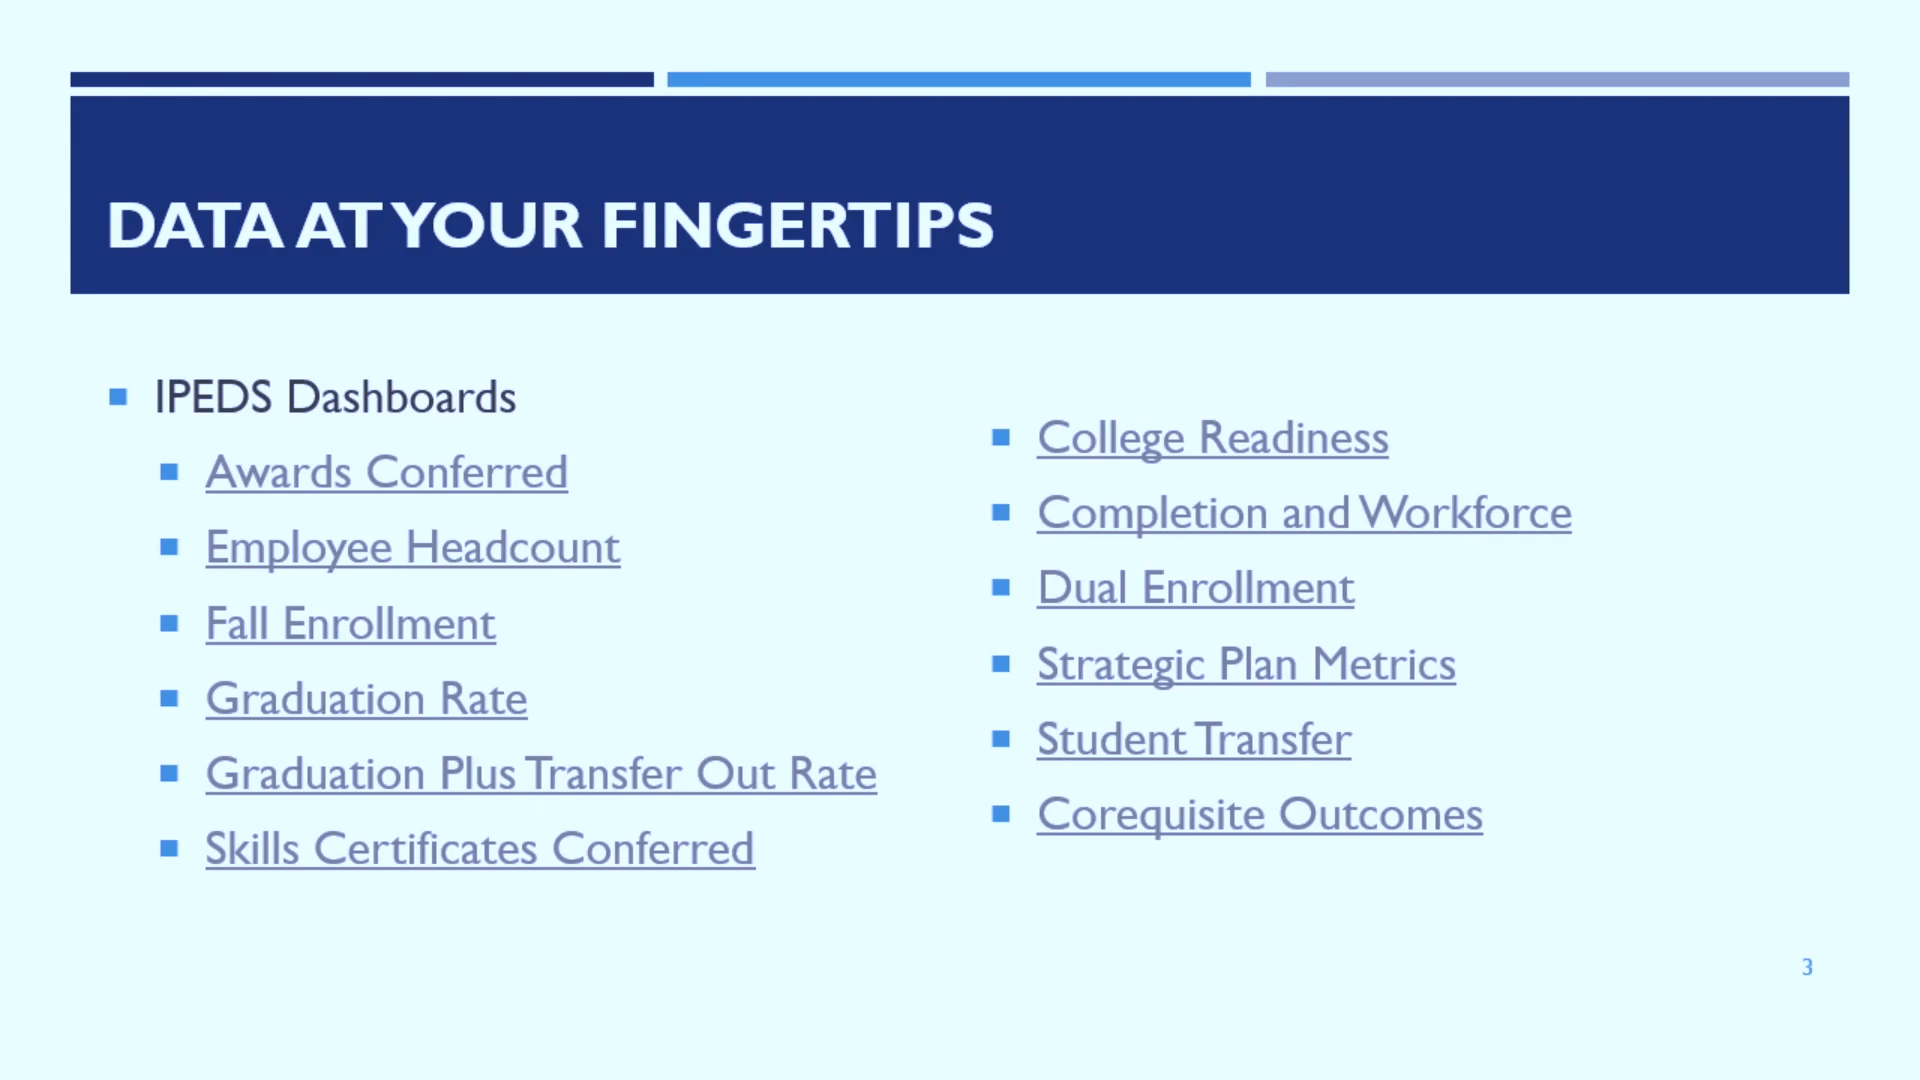 DATA AT YOUR FINGERTIPS
IPEDS Dashboards
Awards Conferred
Employee Headcount
Fall Enrollment
Graduation Rate
Graduation Plus Transfer Out Rate
Skills Certificates Conferred
College Readiness
Completion and Workforce
Dual Enrollment
Strategic Plan Metrics
Student Transfer
Corequisite Outcomes
3